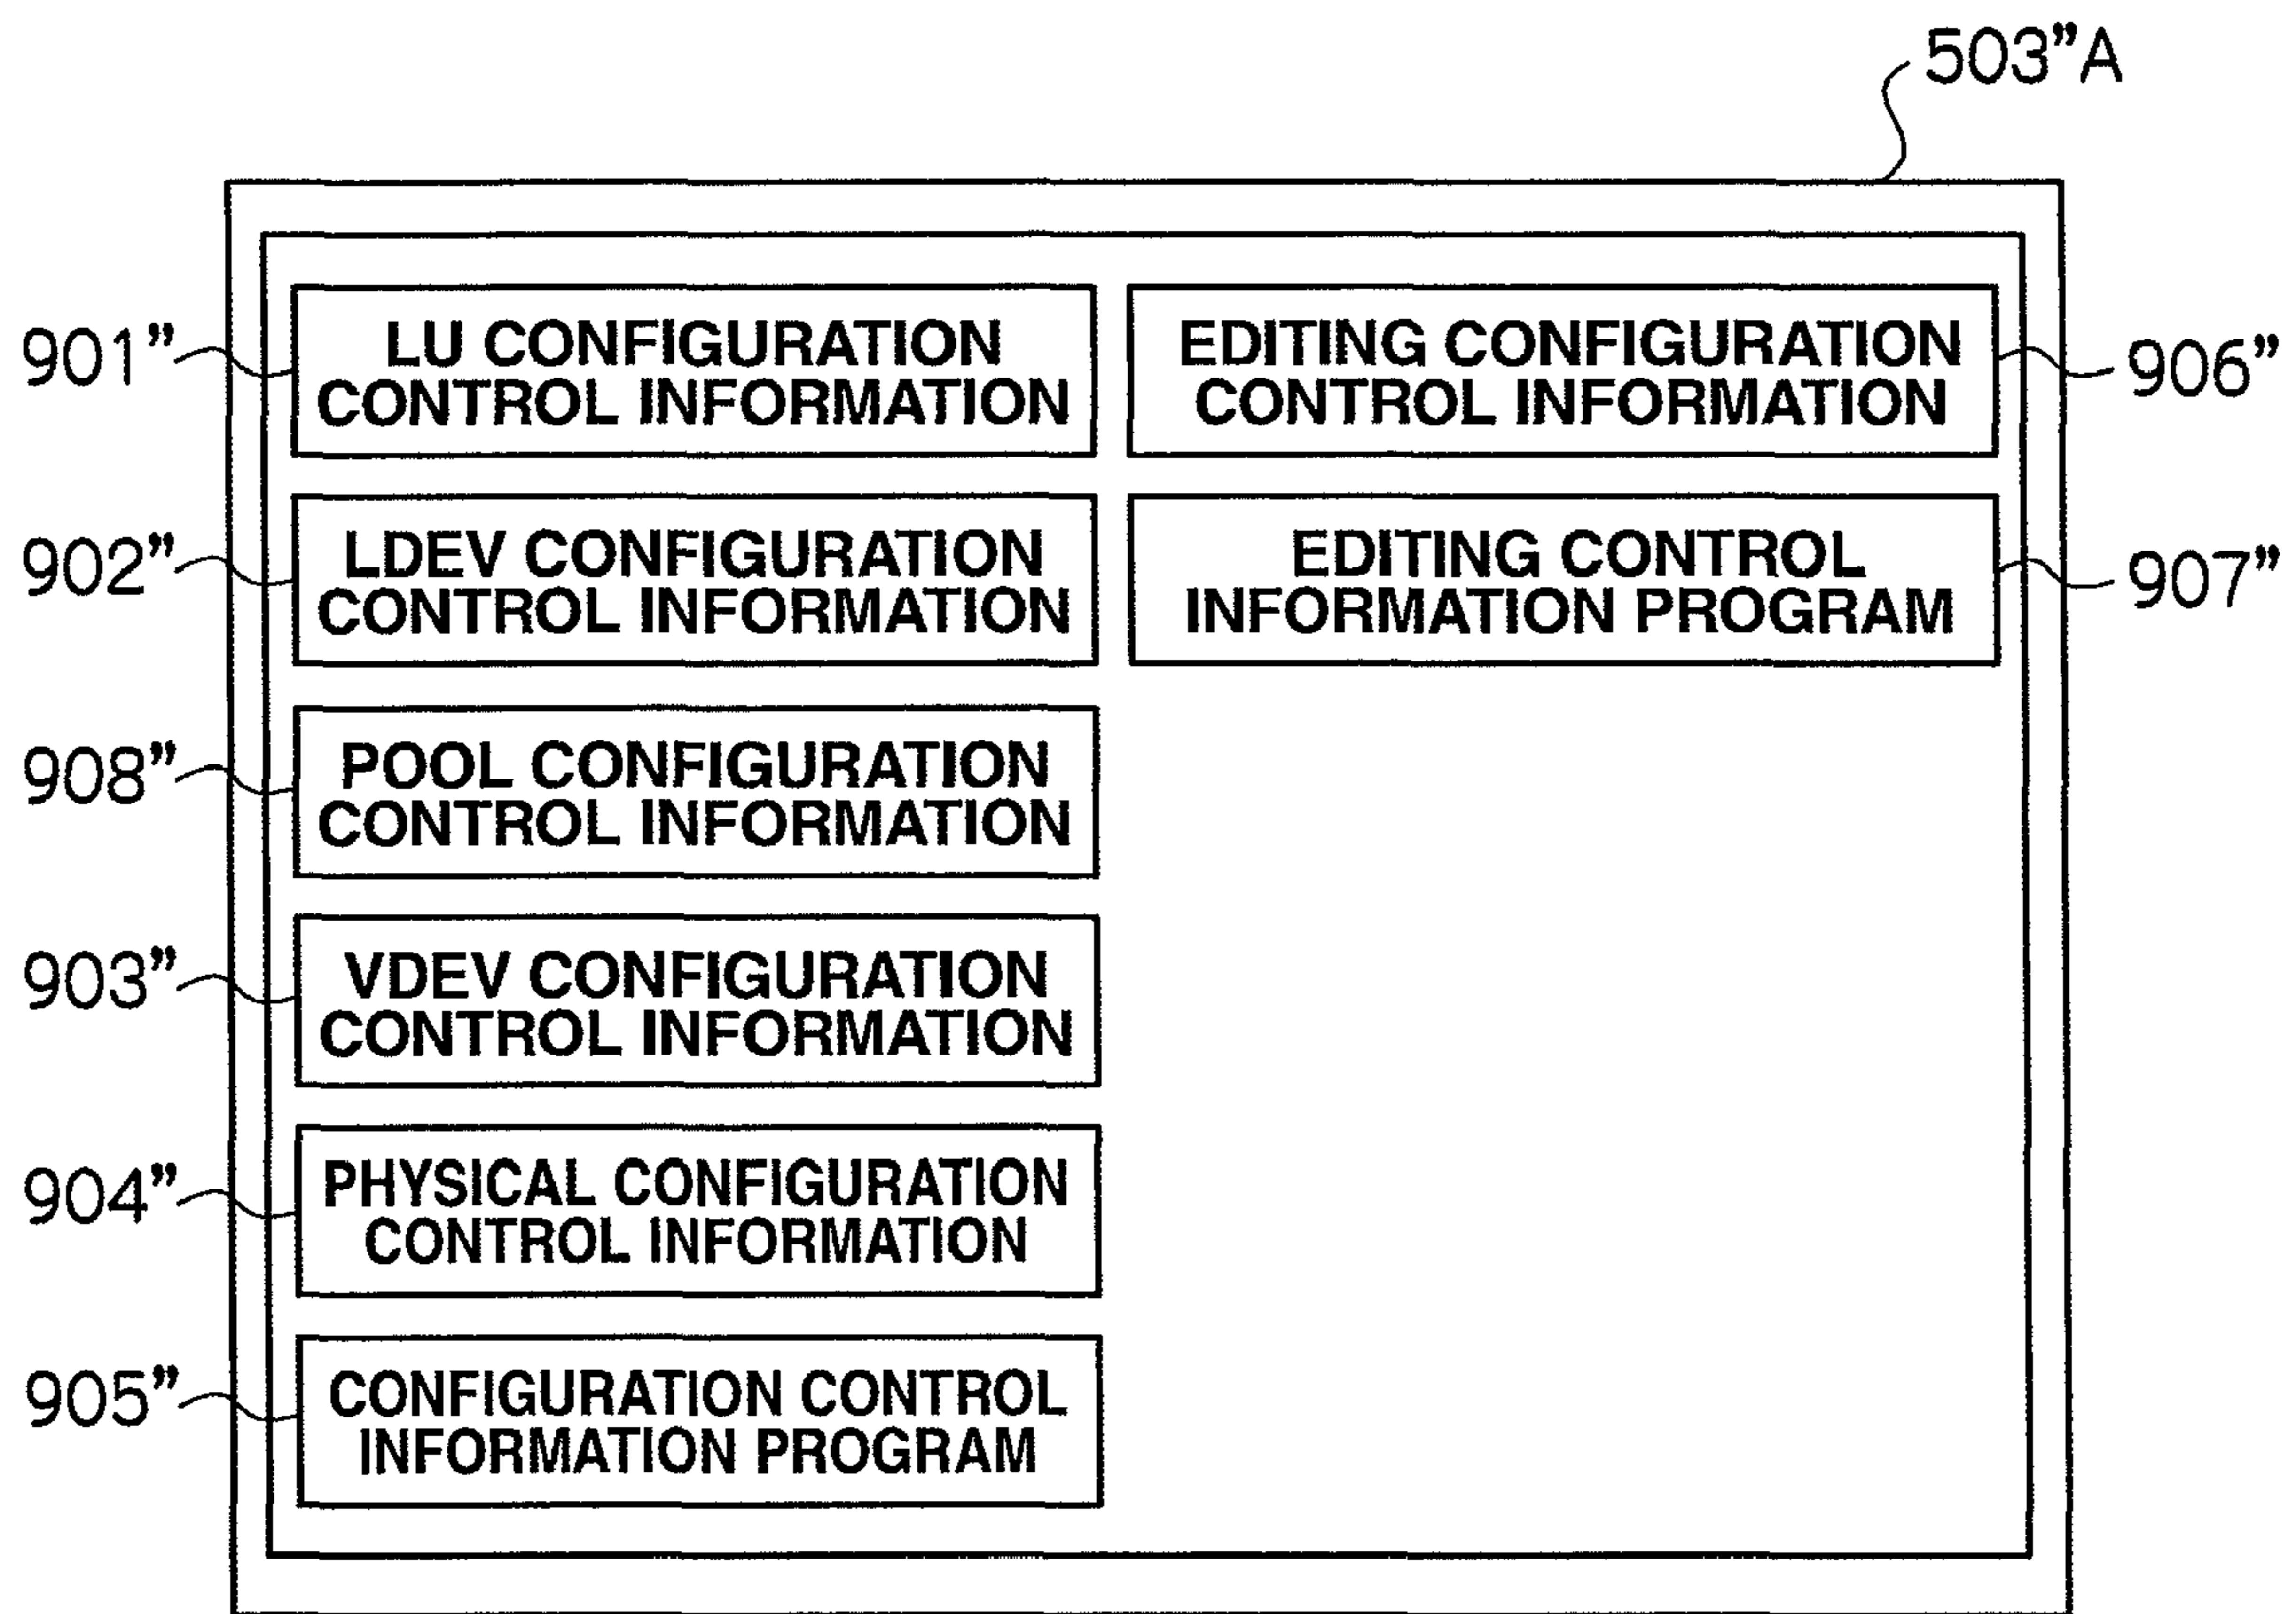 503”A
901”
LU CONFIGURATION
CONTROL INFORMATION
EDITING CONFIGURATION
CONTROL INFORMATION
906”
902”
LDEV CONFIGURATION
CONTROL INFORMATION
EDITING CONTROL
INFORMATION PROGRAM
907”
908”
POOL CONFIGURATION
CONTROL INFORMATION
903”
VDEV CONFIGURATION
CONTROL INFORMATION
904”
PHYSICAL CONFIGURATION
CONTROL INFORMATION
905”
CONFIGURATION CONTROL
INFORMATION PROGRAM